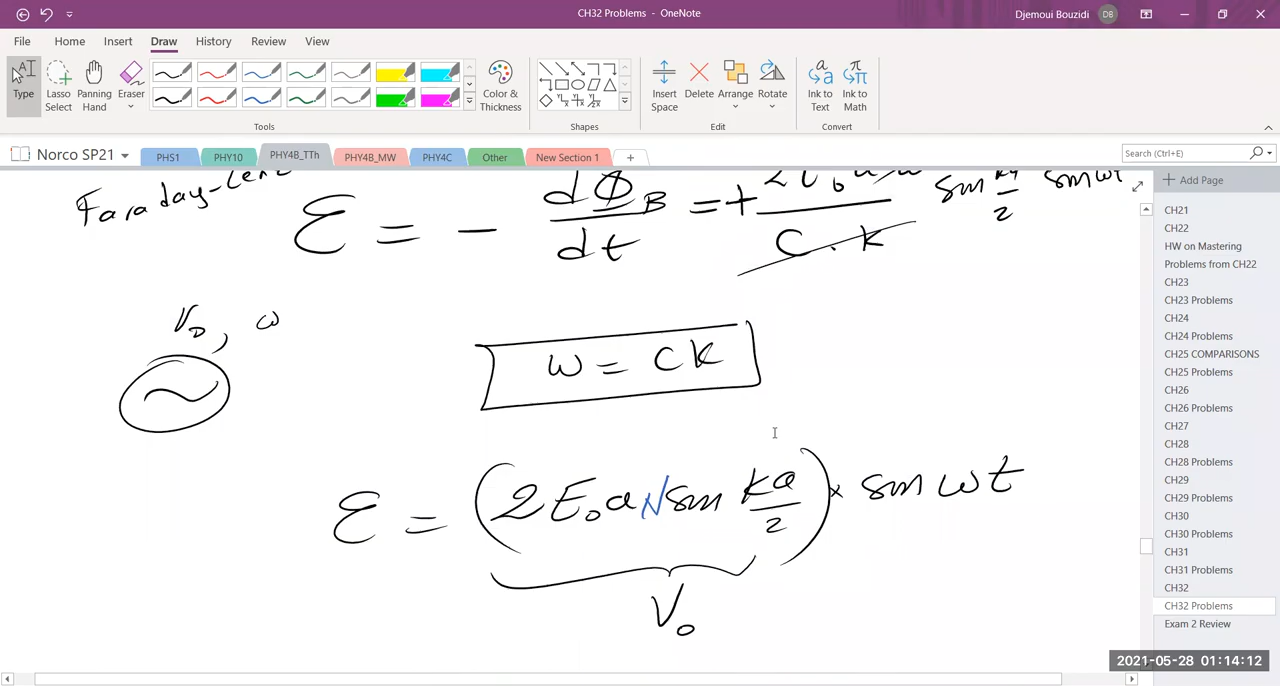 CH32 Problems - OneNote
Djemoui Bouzidi DB
File Home Insert Draw History Review View
Type Lasso Select Panning Hand Eraser Color & Thickness Insert Space Delete Arrange Rotate Ink to Text Ink to Math
Tools Shapes Edit Convert
Norco SP21 PHS1 PHY10 PHY4B_TTh PHY4B_MW PHY4C Other New Section 1 + Search (Ctrl+E)
Add Page
CH21
CH22
HW on Mastering
Problems from CH22
CH23
CH23 Problems
CH24
CH24 Problems
CH25 COMPARISONS
CH25 Problems
CH26
CH26 Problems
CH27
CH28
CH28 Problems
CH29
CH29 Problems
CH30
CH30 Problems
CH31
CH31 Problems
CH32
CH32 Problems
Exam 2 Review
Faraday-Lenz
ℰ = - dΦB/dt = + / C . k sin ka/2 sin ωt
V₀, ω
~
ω = Ck
ℰ = (2E₀aN sin ka/2) × sin ωt
V₀
2021-05-28 01:14:12